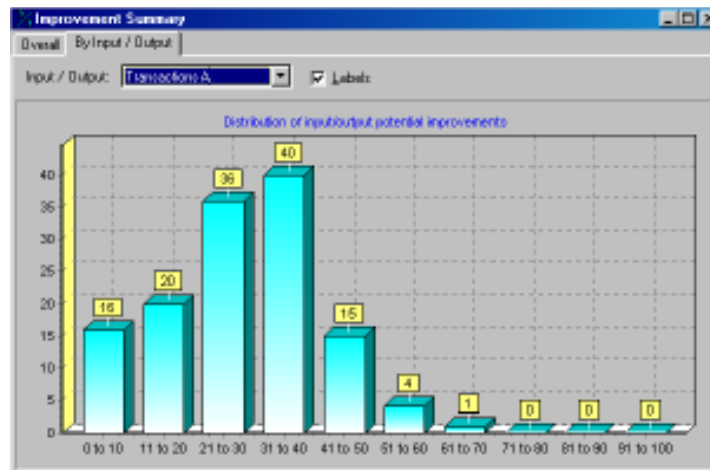 Improvement Summary
Overall By Input / Output
Input / Output: Transactions A Labels
Distribution of input/output potential improvements
40
35
30
25
20
15
10
5
0
16 20 36 40 15 4 1 0 0 0
0 to 10 11 to 20 21 to 30 31 to 40 41 to 50 51 to 60 61 to 70 71 to 80 81 to 90 91 to 100